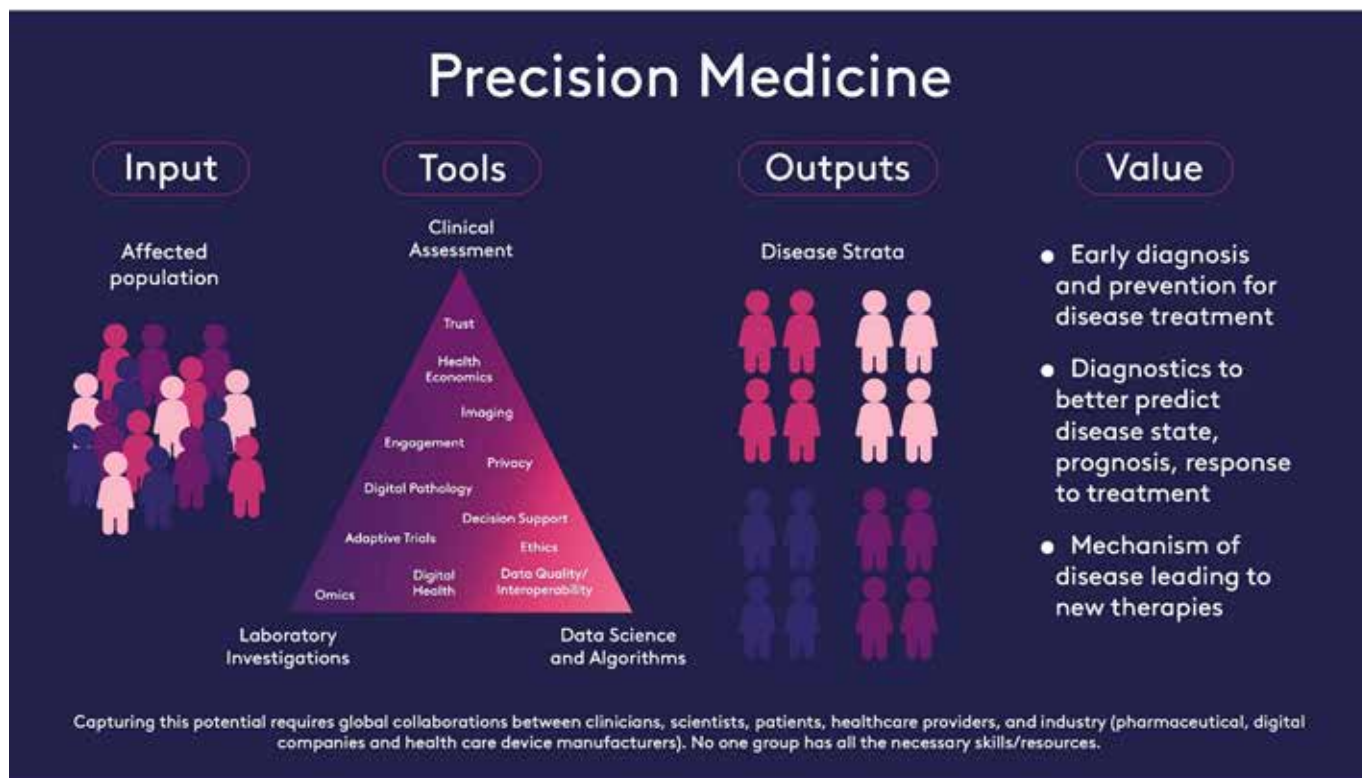 Precision Medicine
Input
Tools
Outputs
Value
Affected
population
Clinical
Assessment
Trust
Health
Economics
Imaging
Engagement
Privacy
Digital Pathology
Decision Support
Adaptive Trials
Ethics
Digital
Health
Data Quality/
Interoperability
Omics
Laboratory
Investigations
Data Science
and Algorithms
Disease Strata
● Early diagnosis
and prevention for
disease treatment
● Diagnostics to
better predict
disease state,
prognosis, response
to treatment
● Mechanism of
disease leading to
new therapies
Capturing this potential requires global collaborations between clinicians, scientists, patients, healthcare providers, and industry (pharmaceutical, digital
companies and health care device manufacturers). No one group has all the necessary skills/resources.